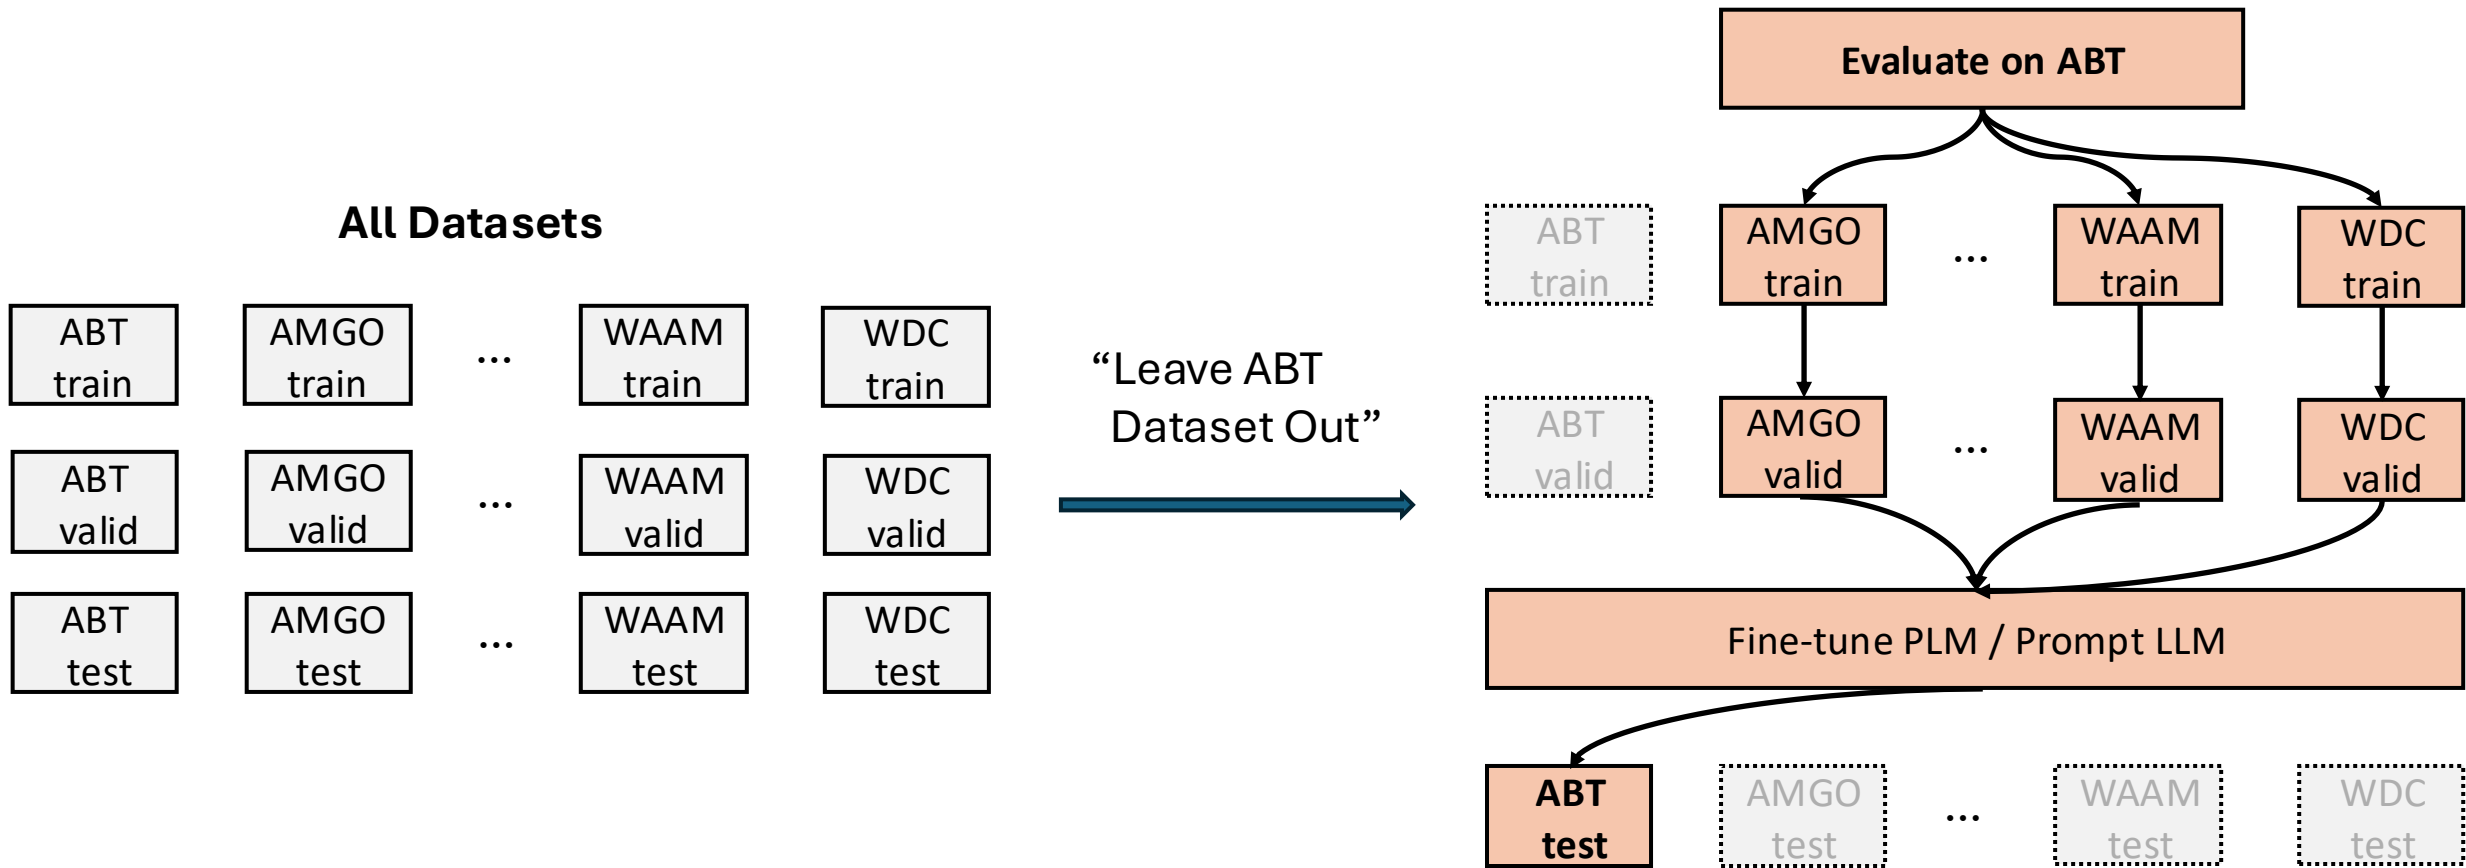 All Datasets
ABT
train
AMGO
train
...
WAAM
train
WDC
train
ABT
valid
AMGO
valid
...
WAAM
valid
WDC
valid
ABT
test
AMGO
test
...
WAAM
test
WDC
test
“Leave ABT
Dataset Out”
Evaluate on ABT
ABT
train
AMGO
train
...
WAAM
train
WDC
train
ABT
valid
AMGO
valid
...
WAAM
valid
WDC
valid
Fine-tune PLM / Prompt LLM
ABT
test
AMGO
test
...
WAAM
test
WDC
test